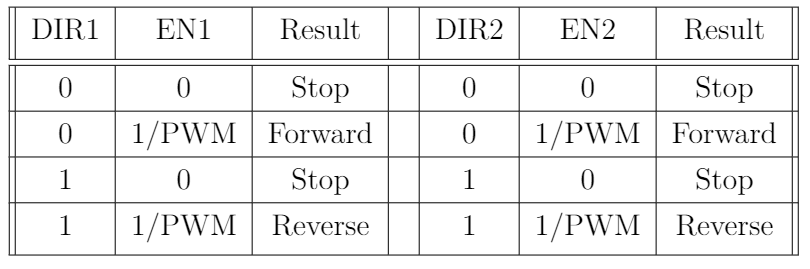 DIR1 EN1 Result DIR2 EN2 Result
0 0 Stop 0 0 Stop
0 1/PWM Forward 0 1/PWM Forward
1 0 Stop 1 0 Stop
1 1/PWM Reverse 1 1/PWM Reverse